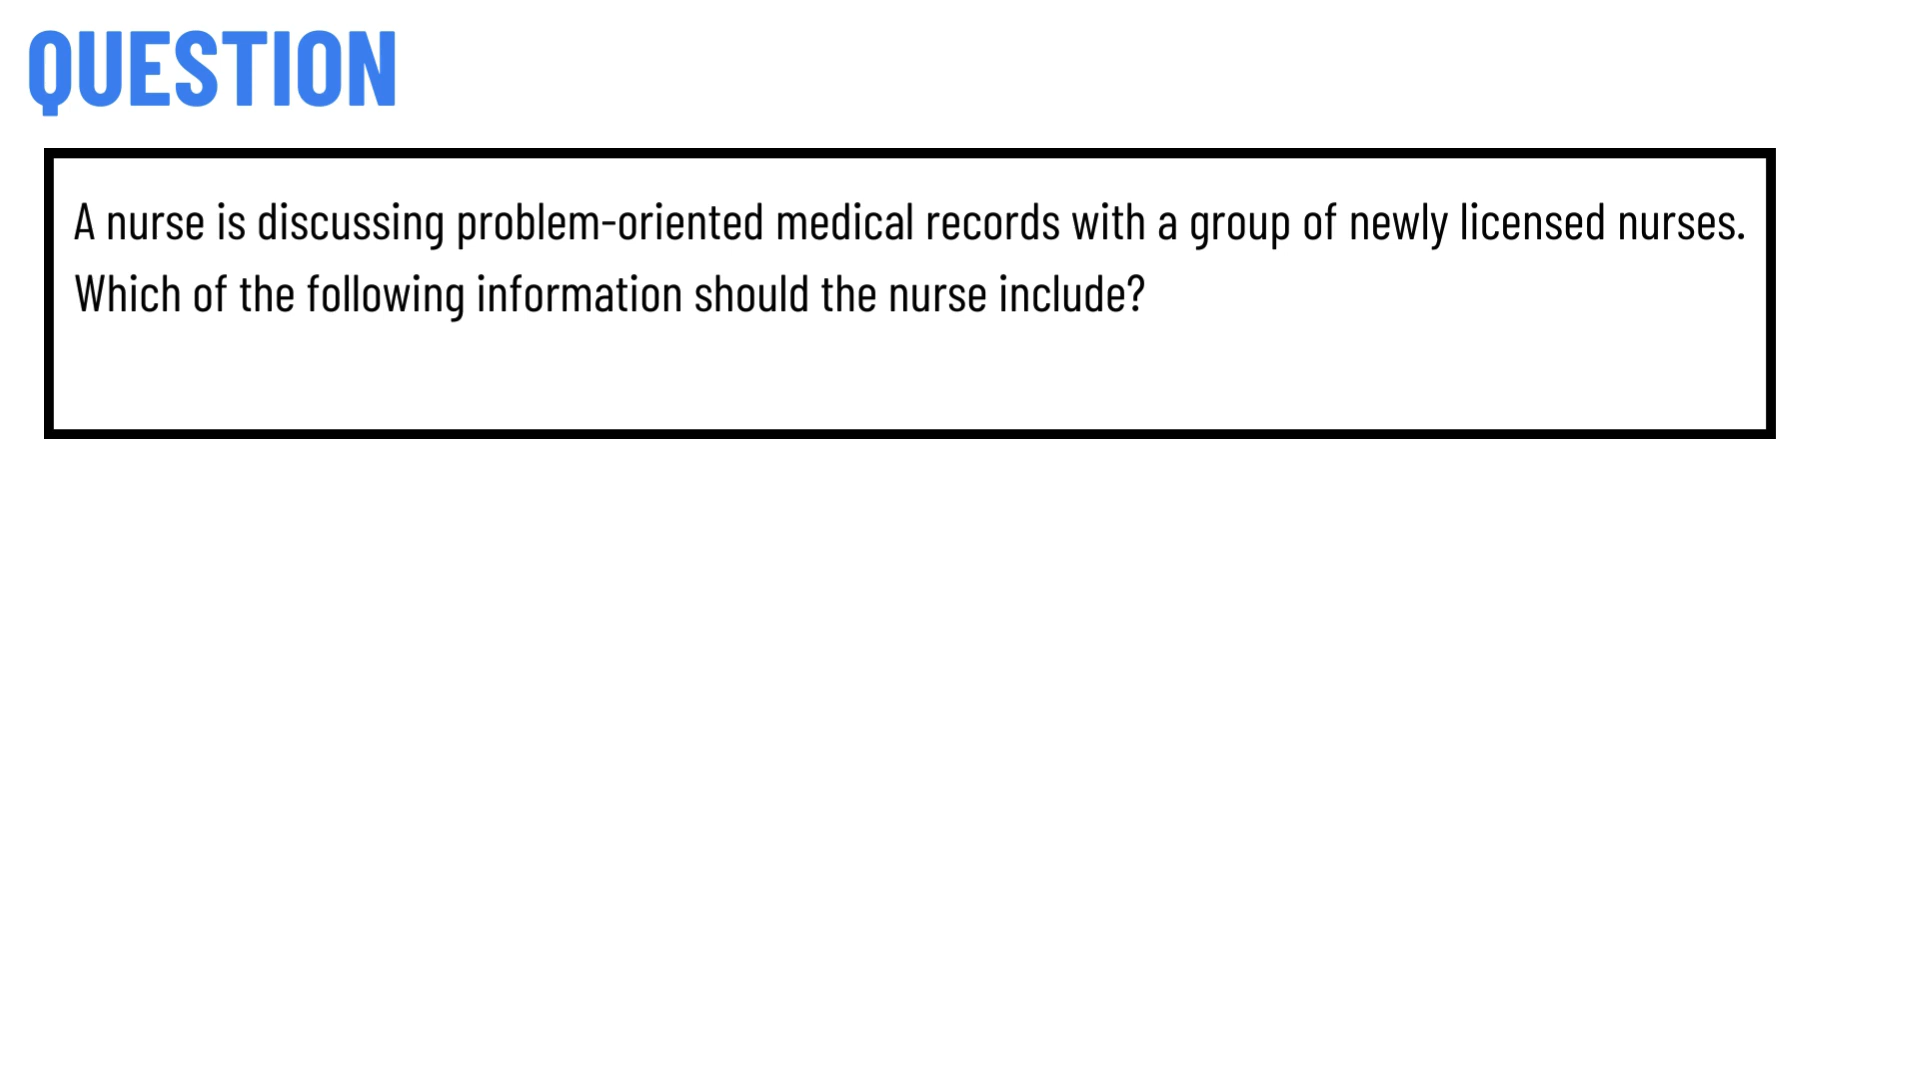 QUESTION
A nurse is discussing problem-oriented medical records with a group of newly licensed nurses.
Which of the following information should the nurse include?